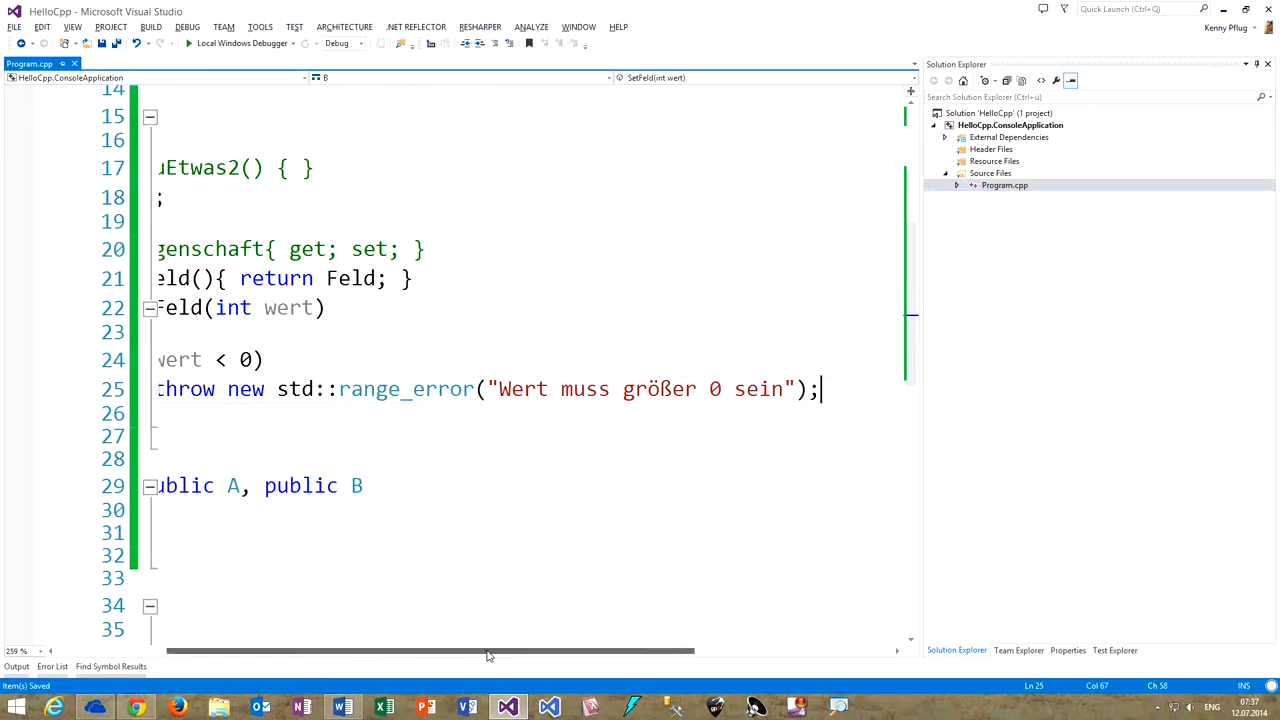 HelloCpp - Microsoft Visual Studio
Quick Launch (Ctrl+Q)
FILE EDIT VIEW PROJECT BUILD DEBUG TEAM TOOLS TEST ARCHITECTURE .NET REFLECTOR RESHARPER ANALYZE WINDOW HELP
Kenny Pflug
Local Windows Debugger
Debug
Program.cpp
HelloCpp.ConsoleApplication
B
SetFeld(int wert)
14
15
16
17 uEtwas2() { }
18 ;
19
20 genschaft{ get; set; }
21 eld(){ return Feld; }
22 Feld(int wert)
23
24 wert < 0)
25 throw new std::range_error("Wert muss größer 0 sein");
26
27
28
29 ublic A, public B
30
31
32
33
34
35
259 %
Solution Explorer
Search Solution Explorer (Ctrl+ü)
Solution 'HelloCpp' (1 project)
HelloCpp.ConsoleApplication
External Dependencies
Header Files
Resource Files
Source Files
Program.cpp
Solution Explorer Team Explorer Properties Test Explorer
Output Error List Find Symbol Results
Item(s) Saved
Ln 25 Col 67 Ch 58 INS
ENG
07:37
12.07.2014